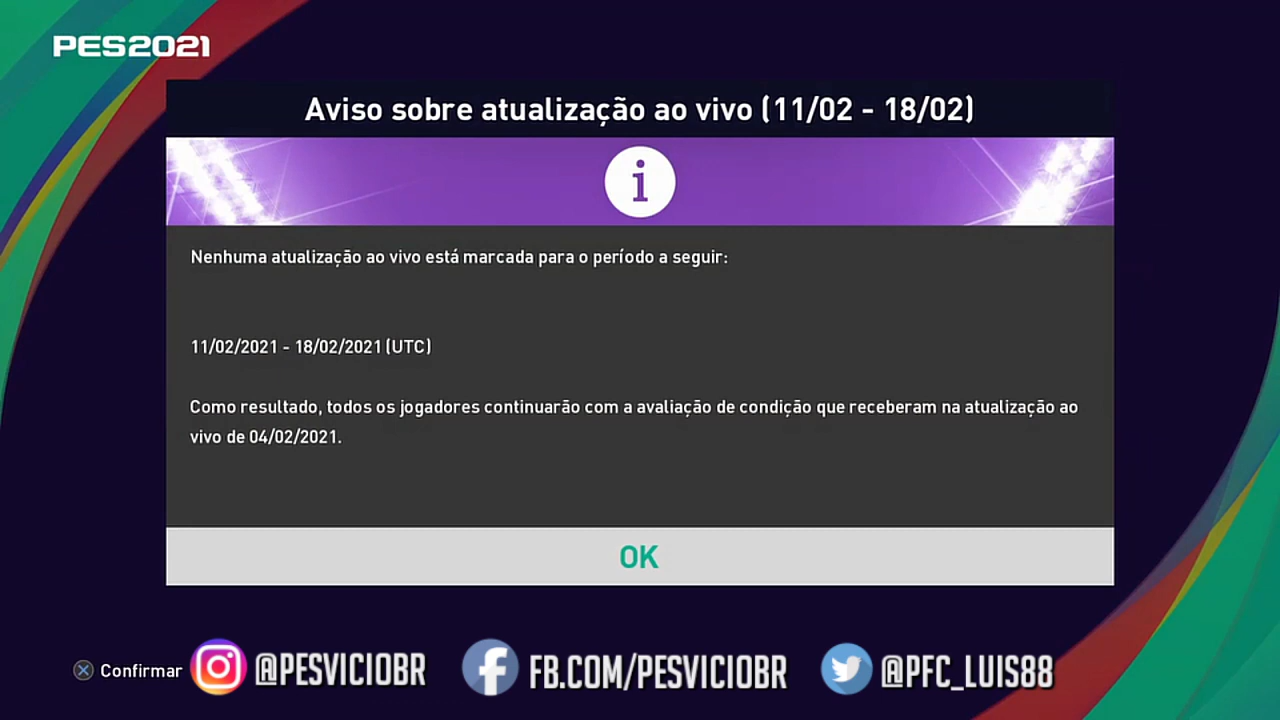 PES2021
Aviso sobre atualização ao vivo (11/02 - 18/02)
i
Nenhuma atualização ao vivo está marcada para o período a seguir:
11/02/2021 - 18/02/2021 (UTC)
Como resultado, todos os jogadores continuarão com a avaliação de condição que receberam na atualização ao
vivo de 04/02/2021.
OK
Confirmar @PESVICIOBR FB.COM/PESVICIOBR @PFC_LUIS88